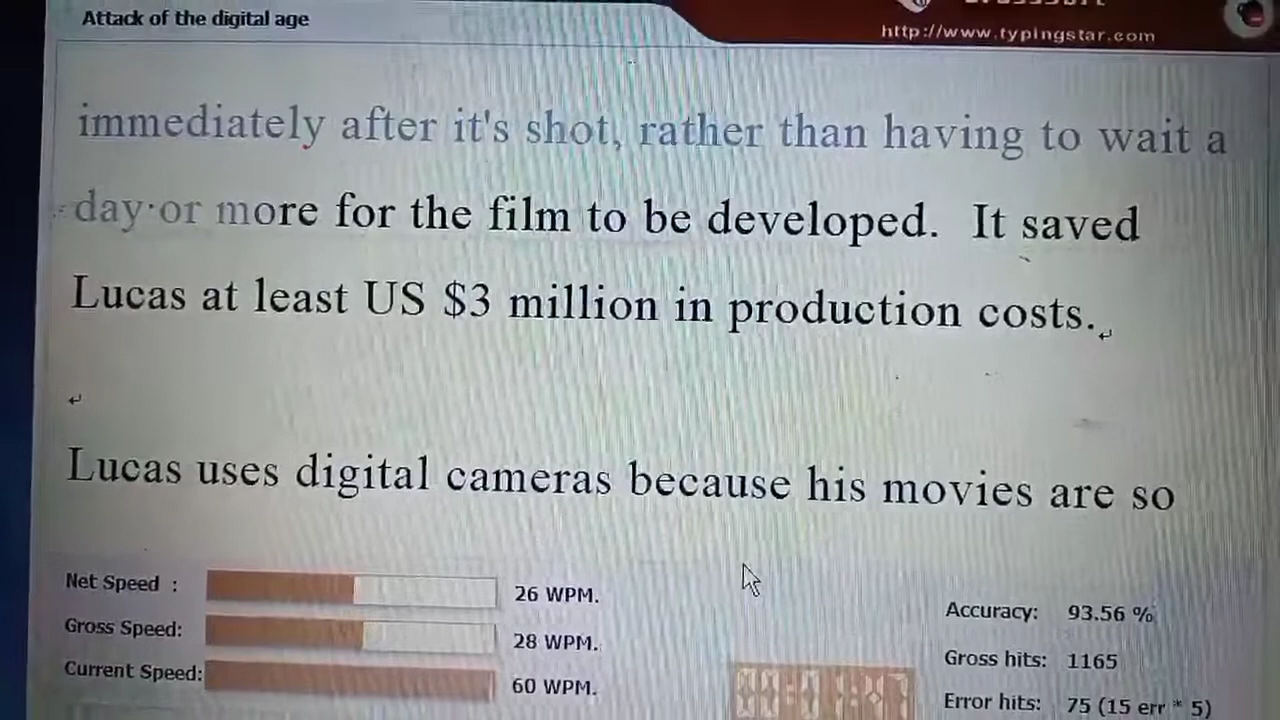 Attack of the digital age
http://www.typingstar.com
immediately after it's shot, rather than having to wait a
day·or more for the film to be developed.  It saved
Lucas at least US $3 million in production costs.↵
↵
Lucas uses digital cameras because his movies are so
Net Speed : 26 WPM.
Gross Speed: 28 WPM.
Current Speed: 60 WPM.
Accuracy: 93.56 %
Gross hits: 1165
Error hits: 75 (15 err * 5)